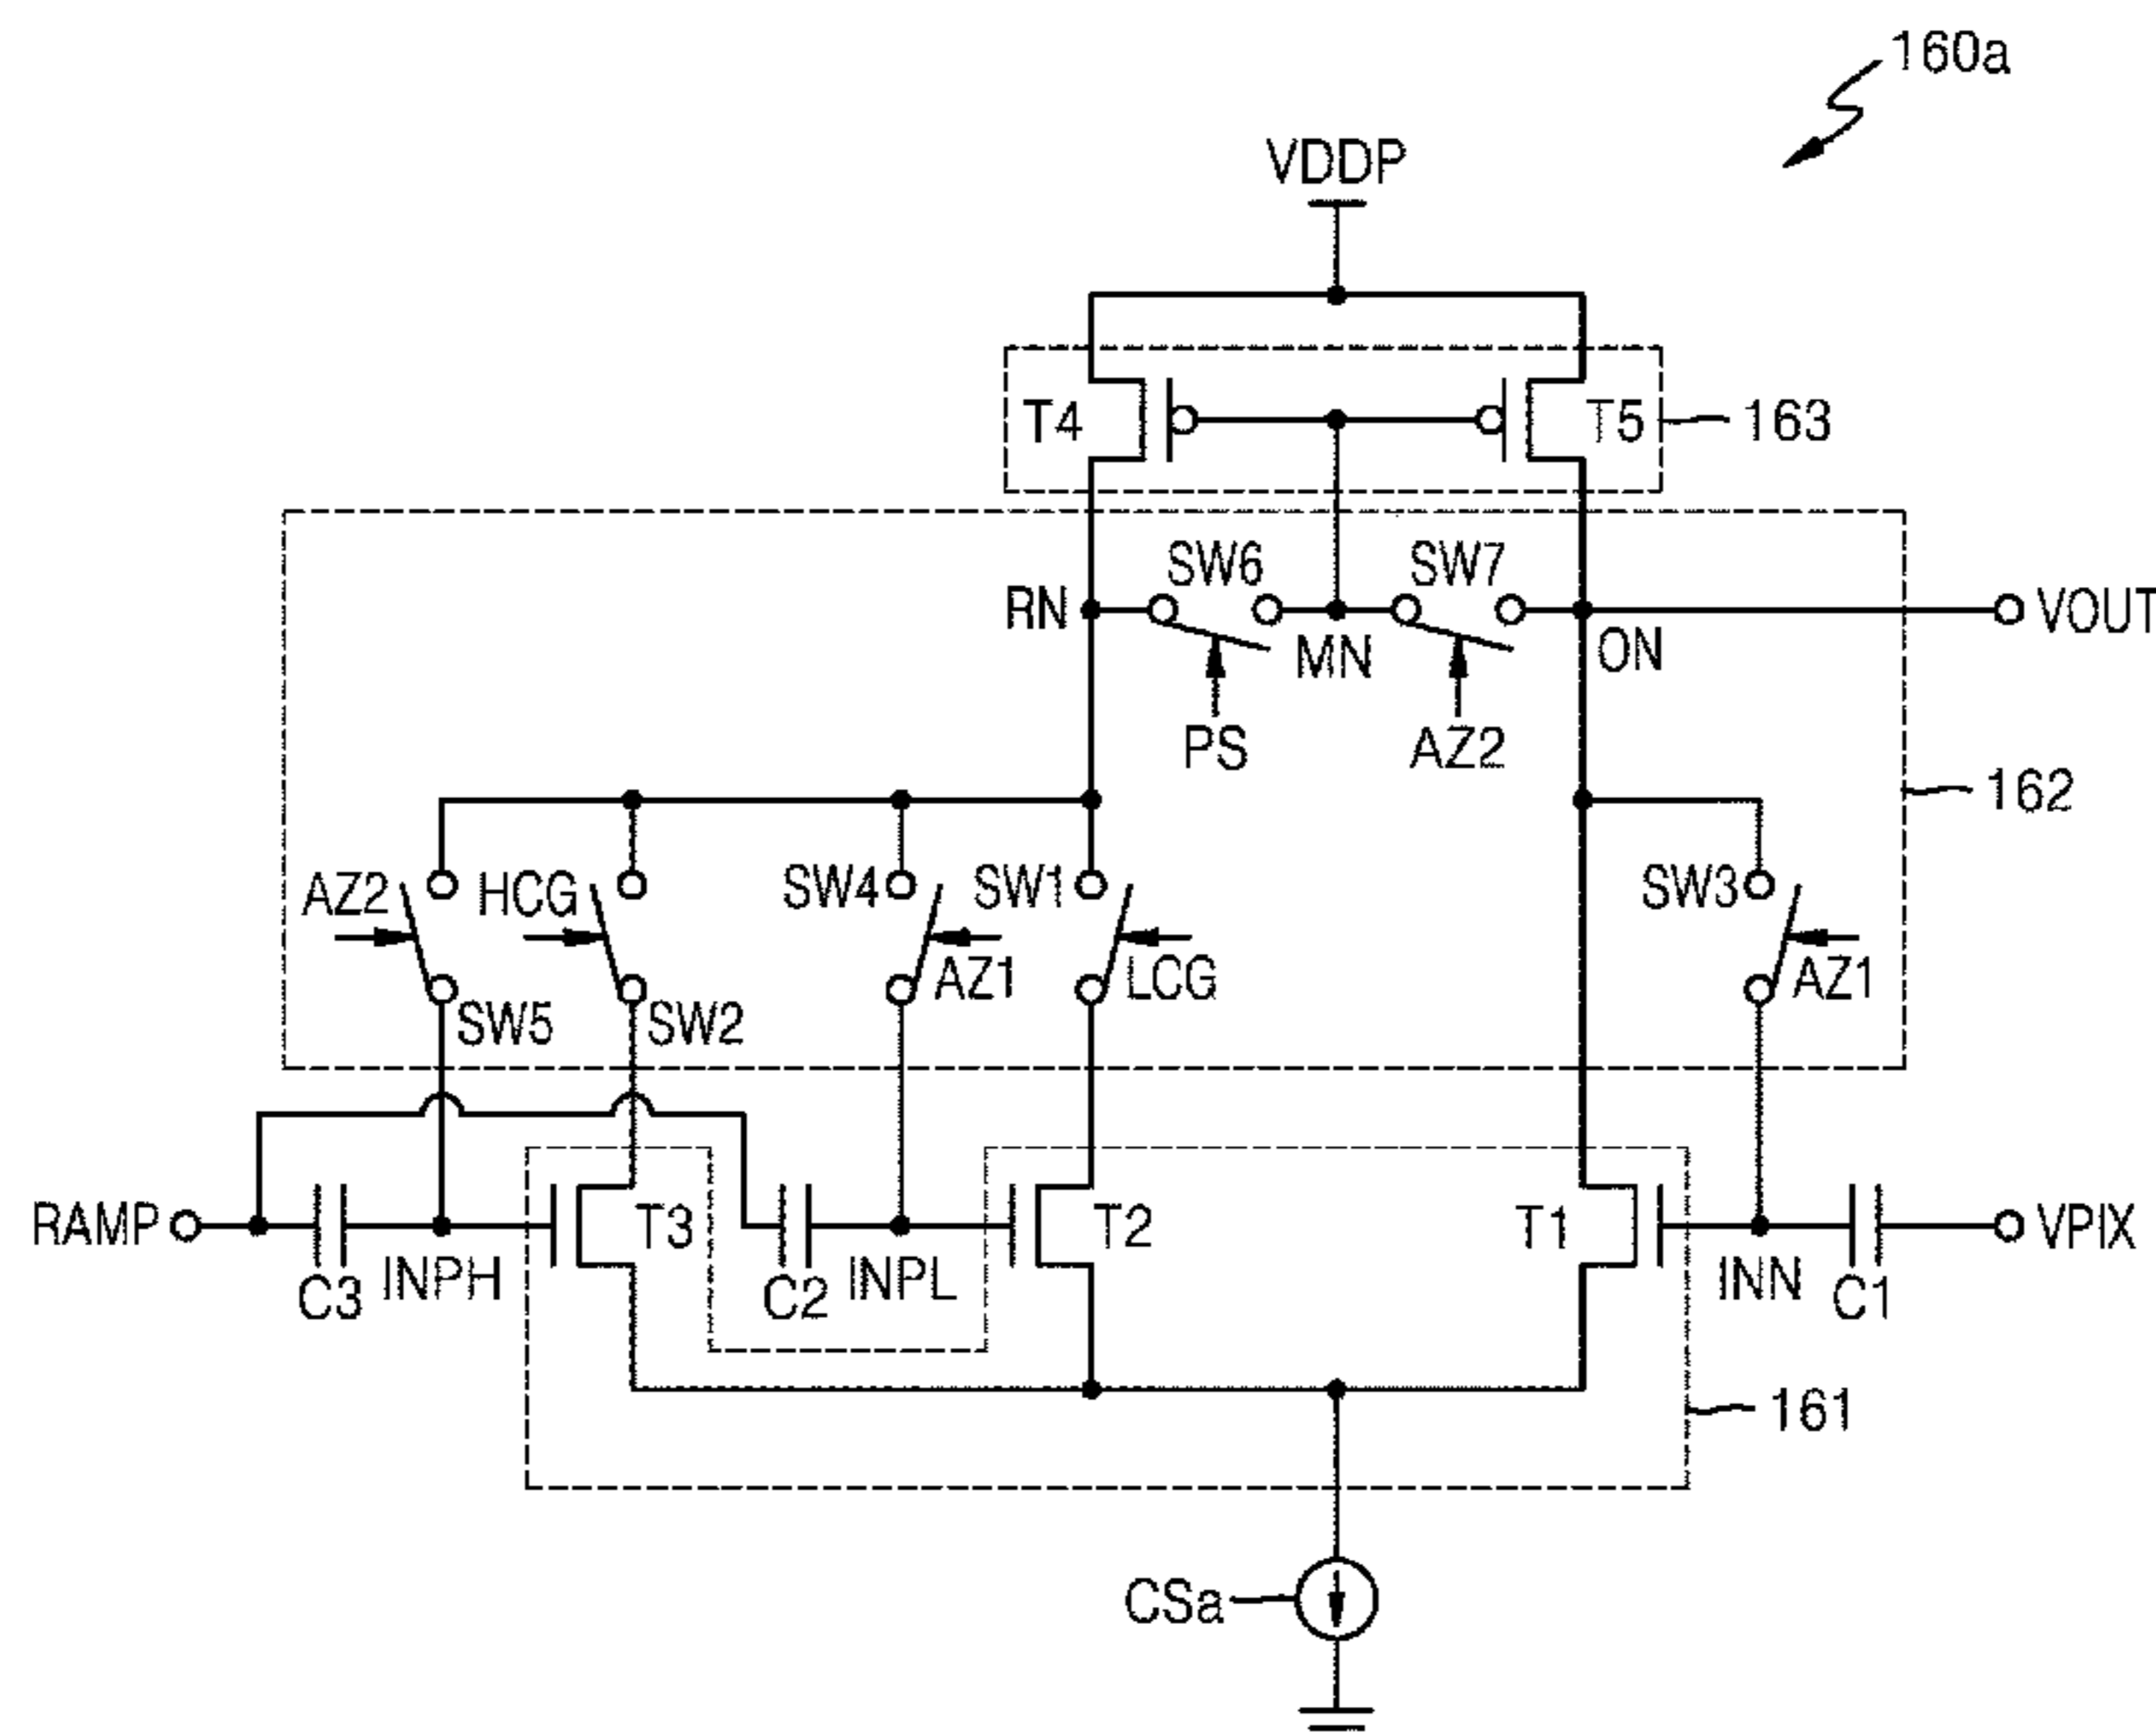 160a
VDDP
T4
T5
163
SW6
SW7
RN
MN
ON
VOUT
PS
AZ2
162
AZ2
HCG
SW4
SW1
SW3
AZ1
LCG
AZ1
SW5
SW2
RAMP
C3
INPH
T3
C2
INPL
T2
T1
INN
C1
VPIX
161
CSa